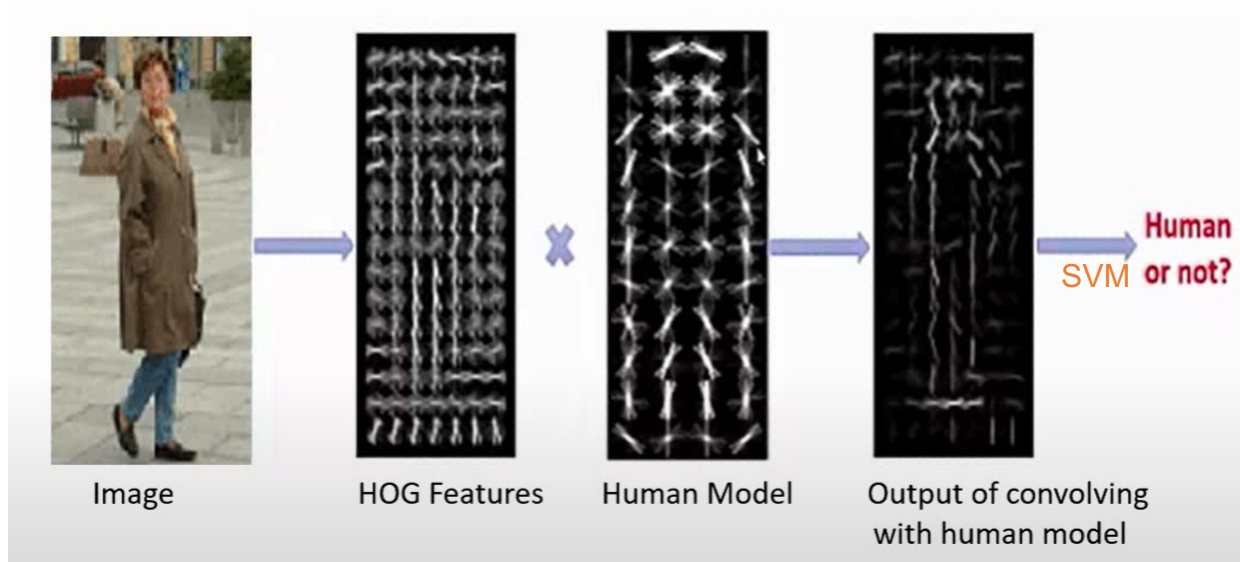 Human
or not?
SVM
Image
HOG Features
Human Model
Output of convolving
with human model